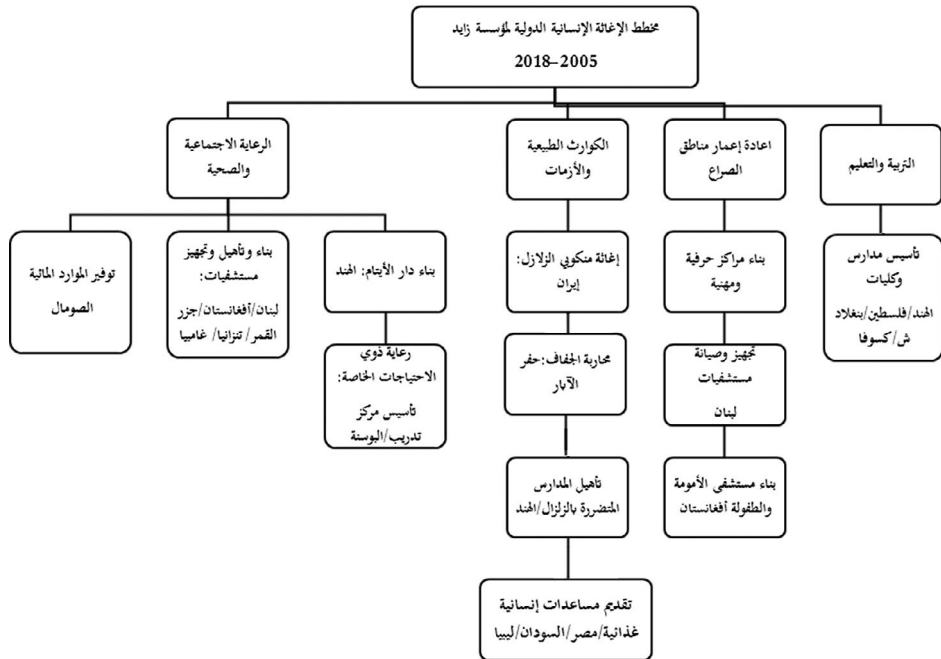 مخطط الإغاثة الإنسانية الدولية لمؤسسة زايد
2005–2018
التربية والتعليم
اعادة إعمار مناطق
الصراع
الكوارث الطبيعية
والأزمات
الرعاية الاجتماعية
والصحية
تأسيس مدارس
وكليات
الهند/فلسطين/بنغلاد
ش/كسوفا
بناء مراكز حرفية
ومهنية
تجهيز وصيانة
مستشفيات
لبنان
بناء مستشفى الأمومة
والطفولة أفغانستان
إغاثة منكوبي الزلازل:
إيران
محاربة الجفاف:حفر
الآبار
تأهيل المدارس
المتضررة بالزلزال/الهند
تقديم مساعدات إنسانية
غذائية/مصر/السودان/ليبيا
بناء دار الأيتام: الهند
رعاية ذوي
الاحتياجات الخاصة:
تأسيس مركز
تدريب/البوسنة
بناء وتأهيل وتجهيز
مستشفيات:
لبنان/أفغانستان/جزر
القمر/ تنزانيا/ غامبيا
توفير الموارد المائية
الصومال